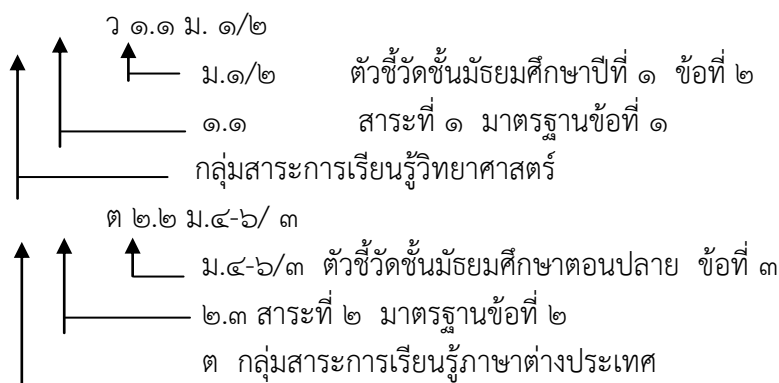 ว ๑.๑ ม. ๑/๒
ม.๑/๒ ตัวชี้วัดชั้นมัธยมศึกษาปีที่ ๑ ข้อที่ ๒
๑.๑ สาระที่ ๑ มาตรฐานข้อที่ ๑
กลุ่มสาระการเรียนรู้วิทยาศาสตร์
ต ๒.๒ ม.๔-๖/ ๓
ม.๔-๖/๓ ตัวชี้วัดชั้นมัธยมศึกษาตอนปลาย ข้อที่ ๓
๒.๓ สาระที่ ๒ มาตรฐานข้อที่ ๒
ต กลุ่มสาระการเรียนรู้ภาษาต่างประเทศ